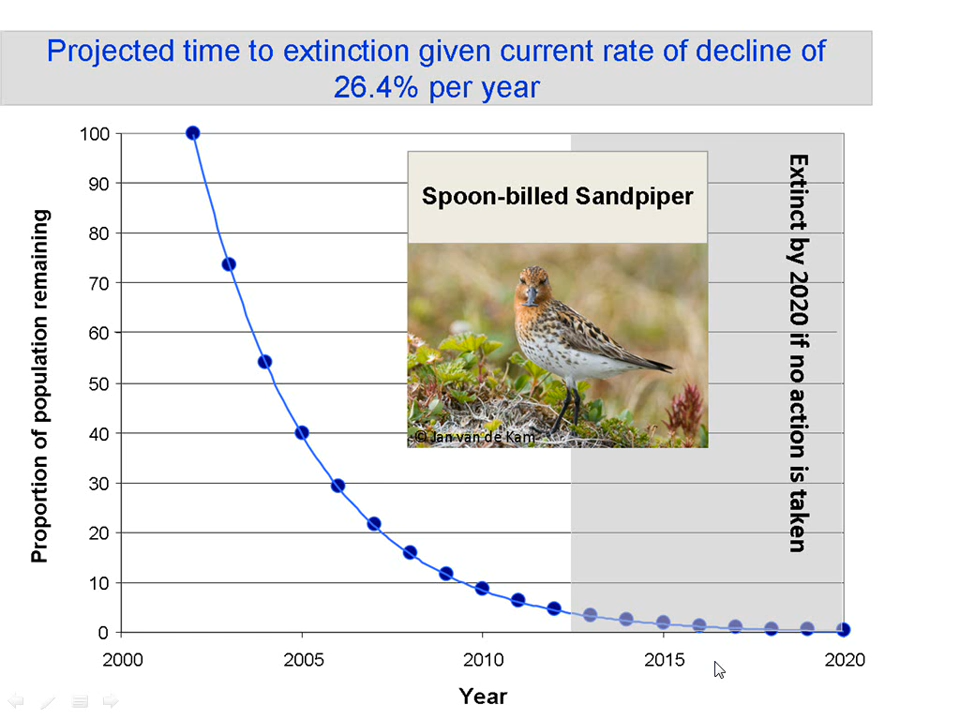 Projected time to extinction given current rate of decline of
26.4% per year
100
90
80
70
60
50
40
30
20
10
0
Proportion of population remaining
Spoon-billed Sandpiper
© Jan van de Kam
Extinct by 2020 if no action is taken
2000
2005
2010
2015
2020
Year